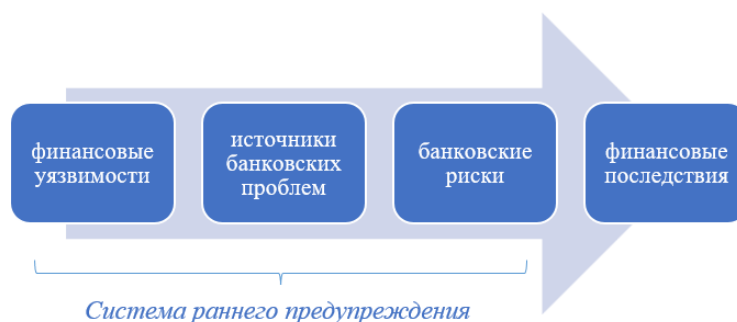 финансовые
уязвимости
источники
банковских
проблем
банковские
риски
финансовые
последствия
Система раннего предупреждения